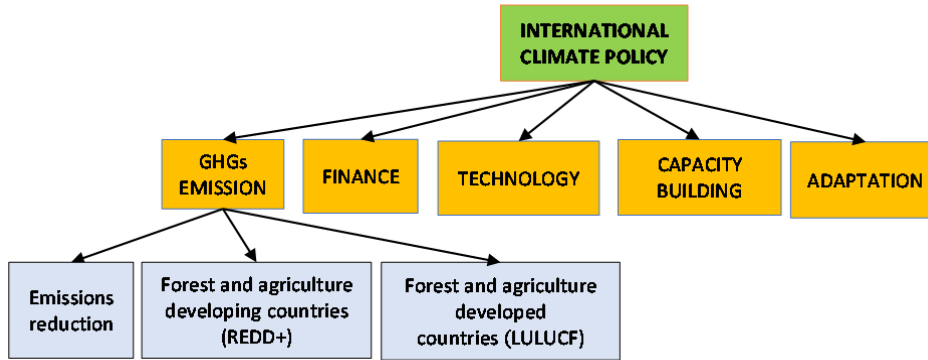 INTERNATIONAL
CLIMATE POLICY
GHGs
EMISSION
FINANCE
TECHNOLOGY
CAPACITY
BUILDING
ADAPTATION
Emissions
reduction
Forest and agriculture
developing countries
(REDD+)
Forest and agriculture
developed
countries (LULUCF)